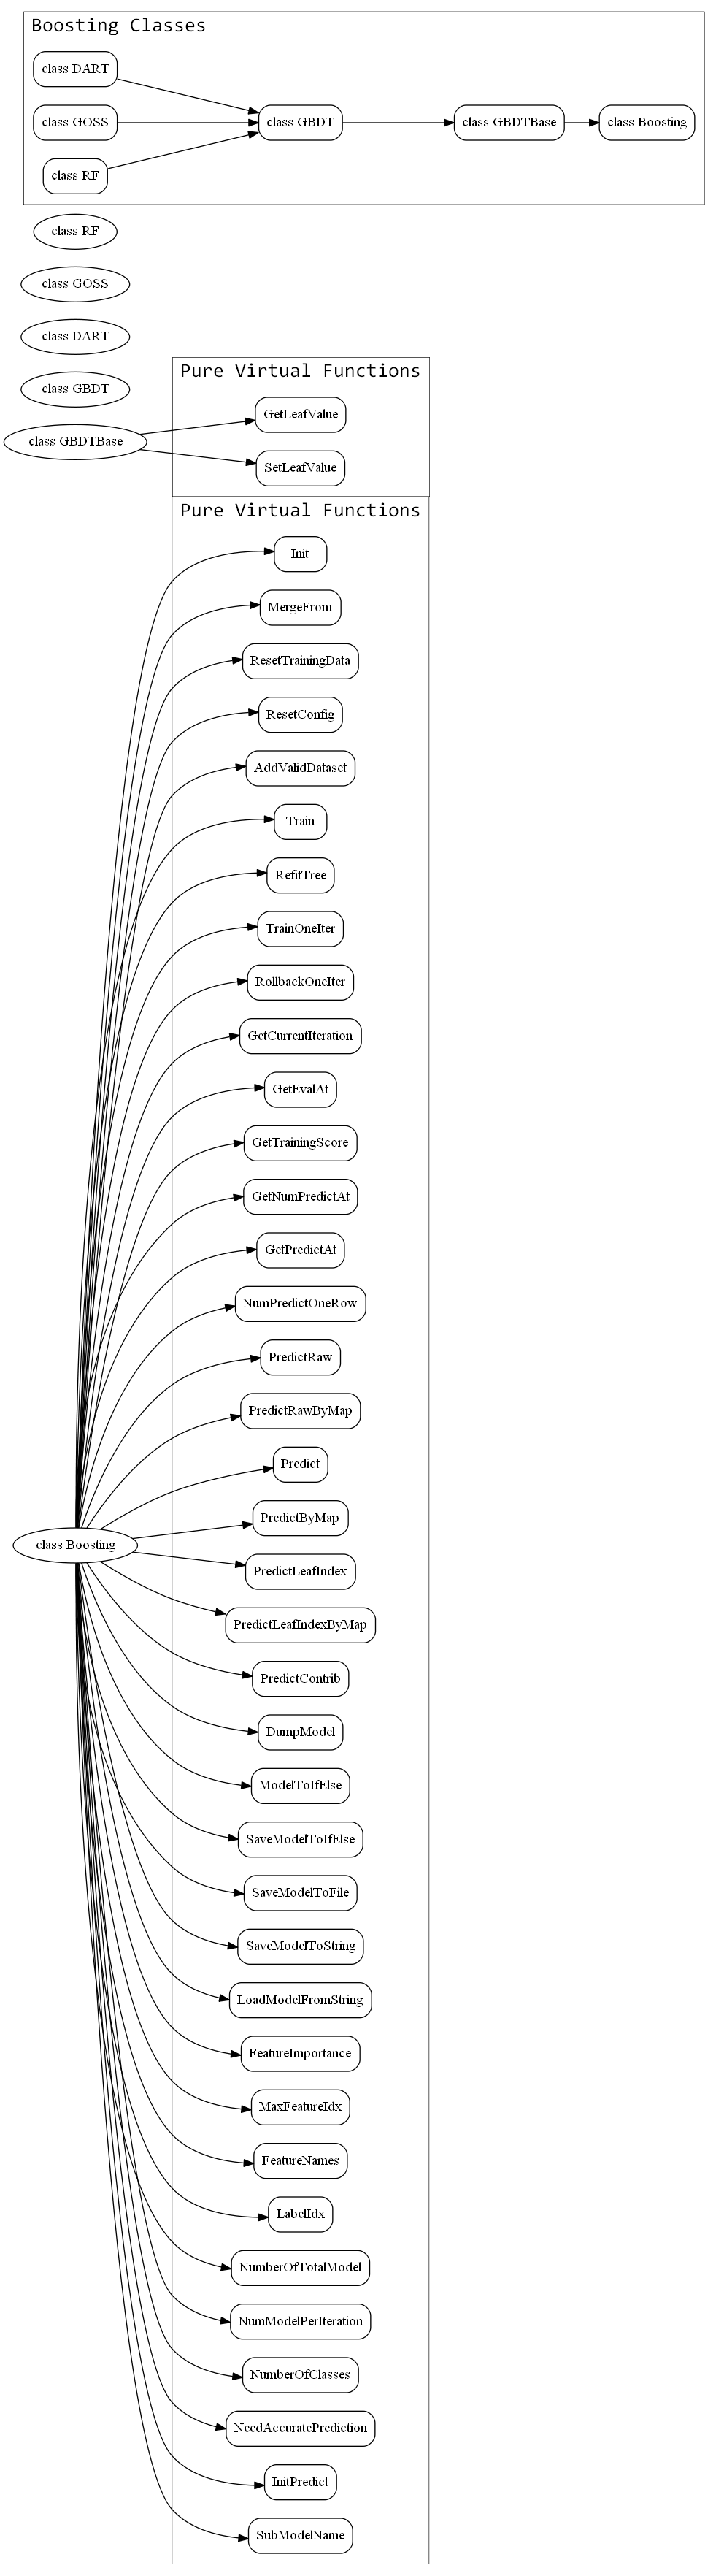 Boosting Classes
class DART
class GOSS
class GBDT
class GBDTBase
class Boosting
class RF
class RF
class GOSS
class DART
class GBDT
class GBDTBase
Pure Virtual Functions
GetLeafValue
SetLeafValue
Pure Virtual Functions
Init
MergeFrom
ResetTrainingData
ResetConfig
AddValidDataset
Train
RefitTree
TrainOneIter
RollbackOneIter
GetCurrentIteration
GetEvalAt
GetTrainingScore
GetNumPredictAt
GetPredictAt
NumPredictOneRow
PredictRaw
PredictRawByMap
Predict
PredictByMap
class Boosting
PredictLeafIndex
PredictLeafIndexByMap
PredictContrib
DumpModel
ModelToIfElse
SaveModelToIfElse
SaveModelToFile
SaveModelToString
LoadModelFromString
FeatureImportance
MaxFeatureIdx
FeatureNames
LabelIdx
NumberOfTotalModel
NumModelPerIteration
NumberOfClasses
NeedAccuratePrediction
InitPredict
SubModelName